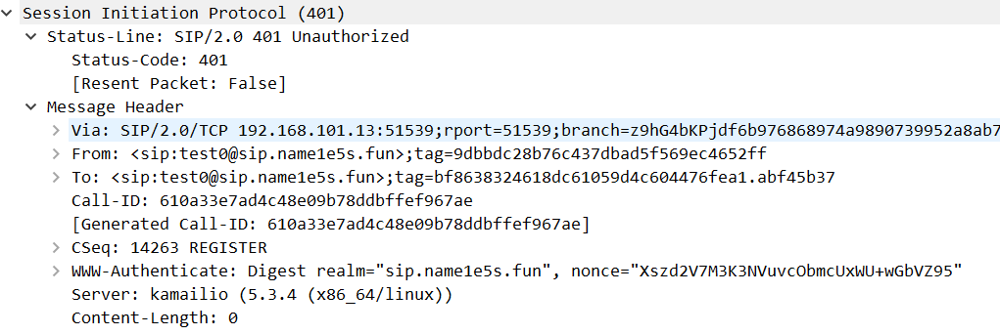 Session Initiation Protocol (401)
Status-Line: SIP/2.0 401 Unauthorized
Status-Code: 401
[Resent Packet: False]
Message Header
Via: SIP/2.0/TCP 192.168.101.13:51539;rport=51539;branch=z9hG4bKPjdf6b976868974a9890739952a8ab7
From: <sip:test0@sip.name1e5s.fun>;tag=9dbbdc28b76c437dbad5f569ec4652ff
To: <sip:test0@sip.name1e5s.fun>;tag=bf8638324618dc61059d4c604476fea1.abf45b37
Call-ID: 610a33e7ad4c48e09b78ddbffef967ae
[Generated Call-ID: 610a33e7ad4c48e09b78ddbffef967ae]
CSeq: 14263 REGISTER
WWW-Authenticate: Digest realm="sip.name1e5s.fun", nonce="Xszd2V7M3K3NVuvcObmcUxWU+wGbVZ95"
Server: kamailio (5.3.4 (x86_64/linux))
Content-Length: 0